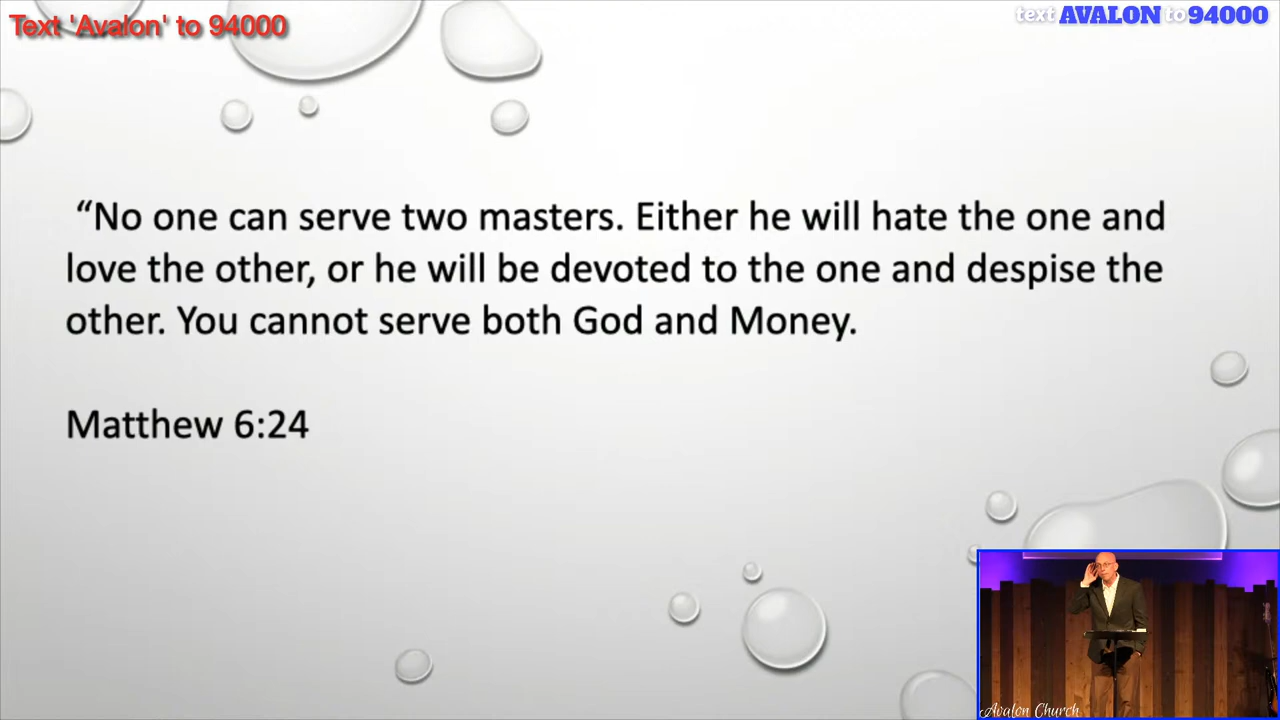 Text 'Avalon' to 94000
text AVALON to 94000
“No one can serve two masters. Either he will hate the one and
love the other, or he will be devoted to the one and despise the
other. You cannot serve both God and Money.
Matthew 6:24
Avalon Church